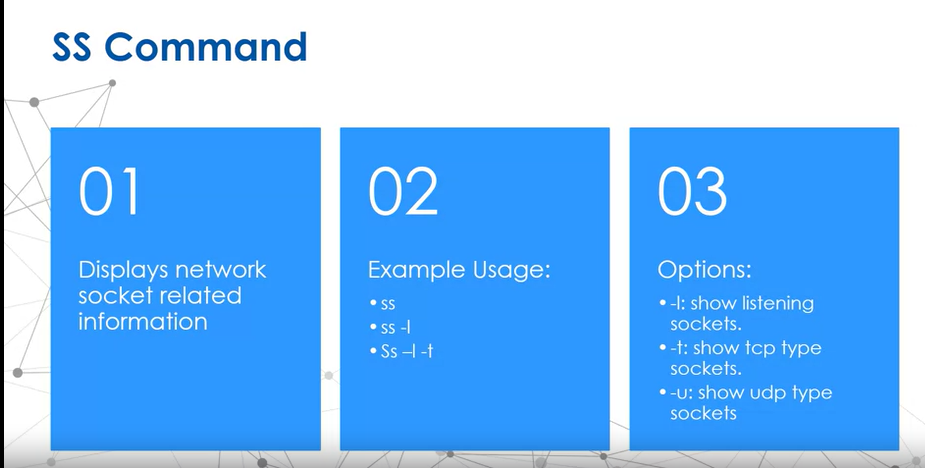 SS Command
01
Displays network
socket related
information
02
Example Usage:
• ss
• ss -l
• Ss –l -t
03
Options:
• -l: show listening
sockets.
• -t: show tcp type
sockets.
• -u: show udp type
sockets